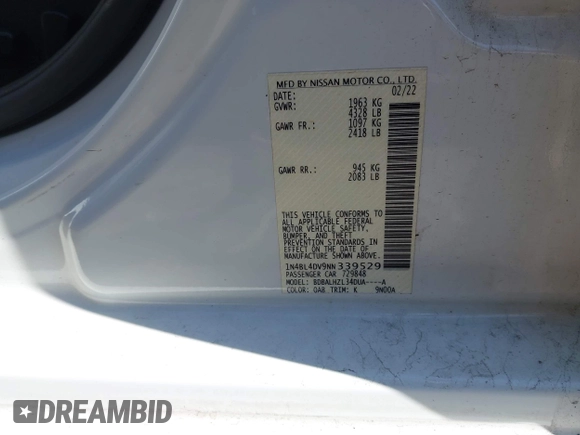 MFD BY NISSAN MOTOR CO., LTD.
DATE: 02/22
GVWR: 1963 KG
4328 LB
GAWR FR.: 1097 KG
2418 LB
GAWR RR.: 945 KG
2083 LB
THIS VEHICLE CONFORMS TO
ALL APPLICABLE FEDERAL
MOTOR VEHICLE SAFETY,
BUMPER, AND THEFT
PREVENTION STANDARDS IN
EFFECT ON THE DATE OF
MANUFACTURE SHOWN ABOVE.
1N4BL4DV9NN339529
PASSENGER CAR 729848
MODEL: BDBALHZL34DUA----A
COLOR: QAB TRIM: K 9N00A
DREAMBID